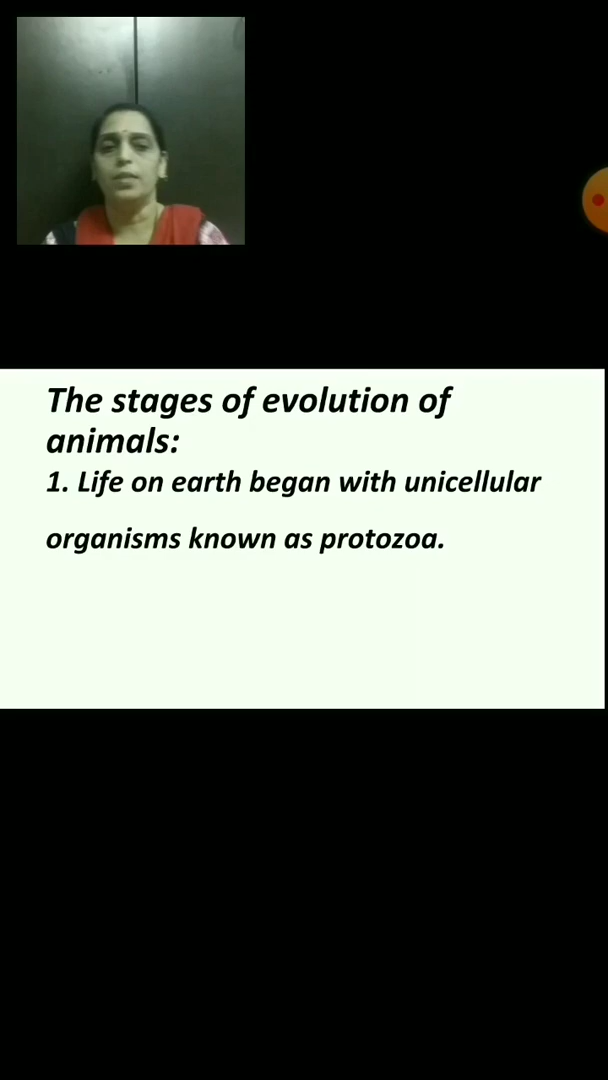 The stages of evolution of
animals:
1. Life on earth began with unicellular
organisms known as protozoa.